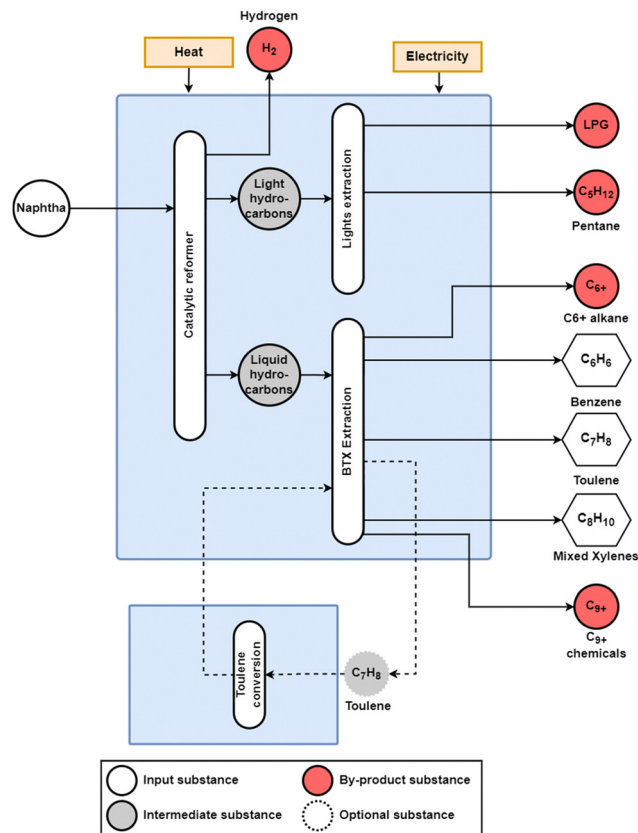 Hydrogen
Heat
H2
Electricity
LPG
Naphtha
Catalytic reformer
Light
hydro-
carbons
Lights extraction
C5H12
Pentane
C6+
C6+ alkane
Liquid
hydro-
carbons
BTX Extraction
C6H6
Benzene
C7H8
Toulene
C8H10
Mixed Xylenes
C9+
C9+
chemicals
Toulene
conversion
C7H8
Toulene
Input substance
By-product substance
Intermediate substance
Optional substance